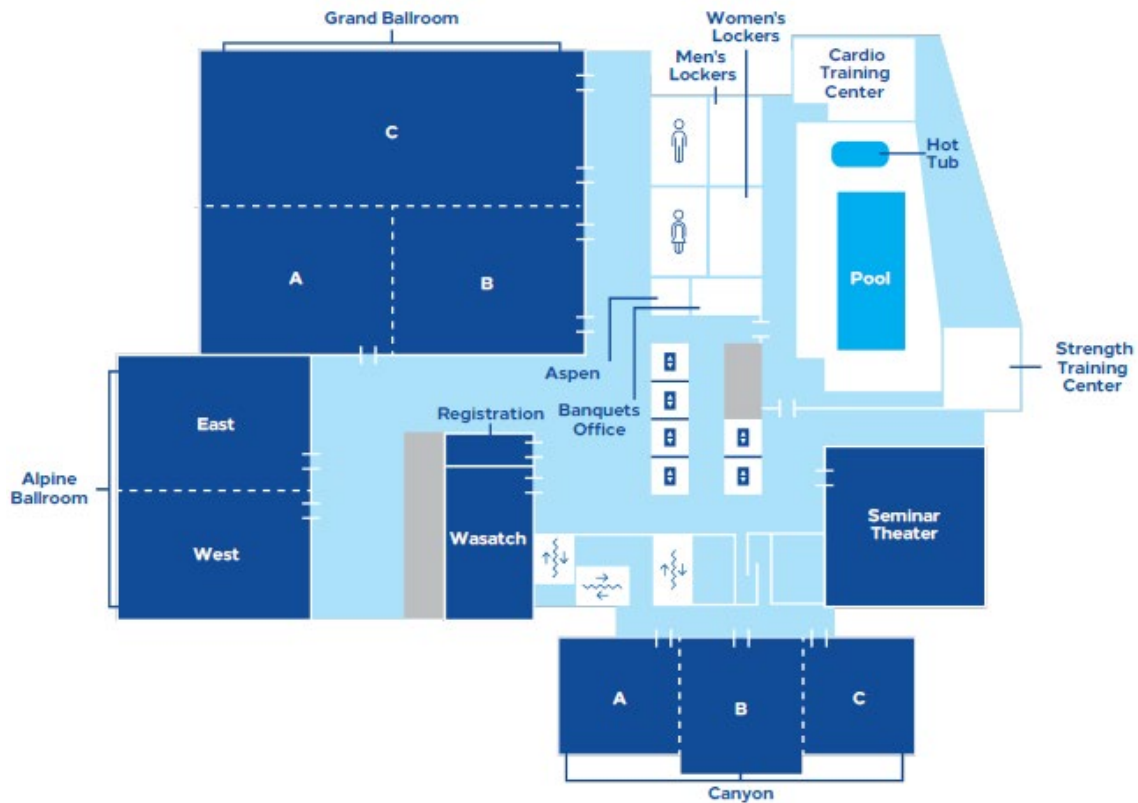 Grand Ballroom
Women's
Lockers
Men's
Lockers
Cardio
Training
Center
C
Hot
Tub
A
B
Pool
Aspen
Banquets
Office
Strength
Training
Center
Registration
East
Alpine
Ballroom
West
Wasatch
Seminar
Theater
A
B
C
Canyon